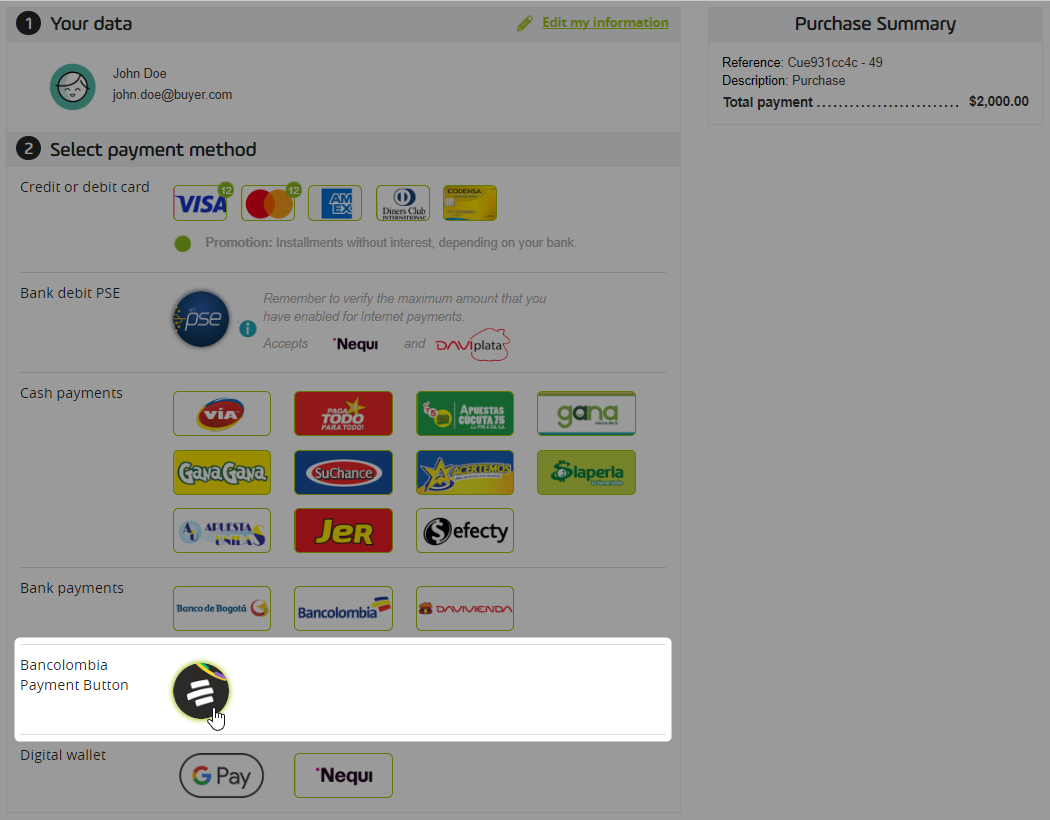 1 Your data
Edit my information
Purchase Summary
John Doe
john.doe@buyer.com
Reference: Cue931cc4c - 49
Description: Purchase
Total payment .......................... $2,000.00
2 Select payment method
Credit or debit card
VISA 12
12
AM EX
Diners Club INTERNATIONAL
CODENSA
Promotion: Installments without interest, depending on your bank.
Bank debit PSE
pse
i
Remember to verify the maximum amount that you
have enabled for Internet payments.
Accepts Nequi and DAVIplata
Cash payments
VIA
PAGA TODO PARA TODO!
APUESTAS CÚCUTA 75
gana
GanaGana
SuChance
ACERTEMOS
laperla
APUESTAS UNIDAS
JER
efecty
Bank payments
Banco de Bogotá
Bancolombia
DAVIVIENDA
Bancolombia
Payment Button
Digital wallet
G Pay
Nequi